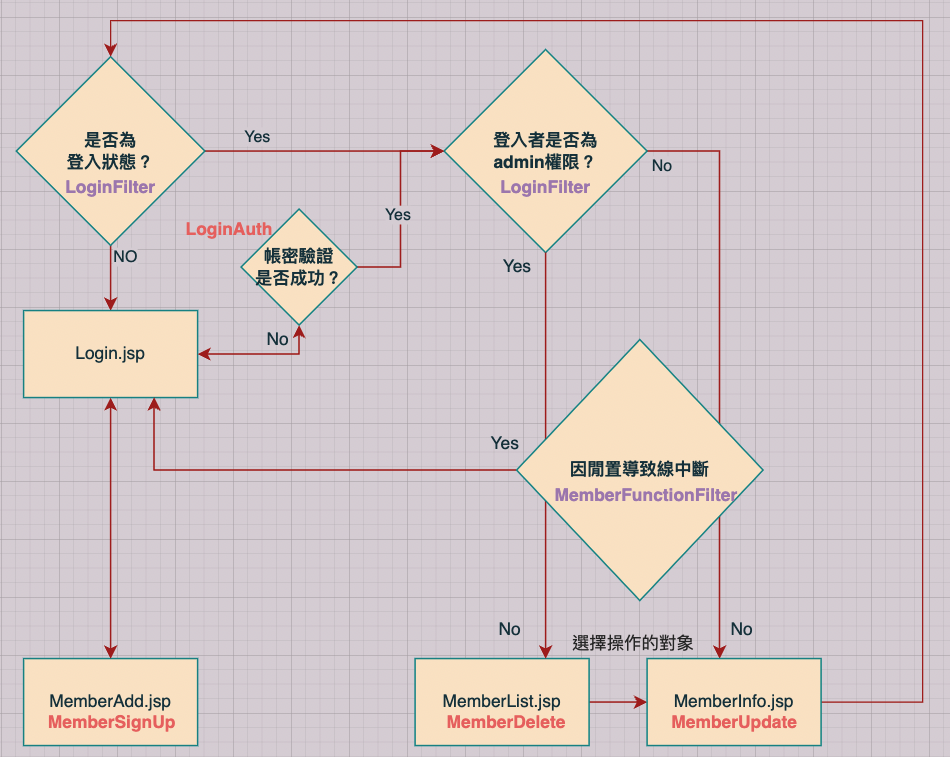 是否為
登入狀態？
LoginFilter
Yes
NO
LoginAuth
帳密驗證
是否成功？
Yes
No
Login.jsp
登入者是否為
admin權限？
LoginFilter
No
Yes
Yes
因閒置導致線中斷
MemberFunctionFilter
No
選擇操作的對象
No
MemberAdd.jsp
MemberSignUp
MemberList.jsp
MemberDelete
MemberInfo.jsp
MemberUpdate